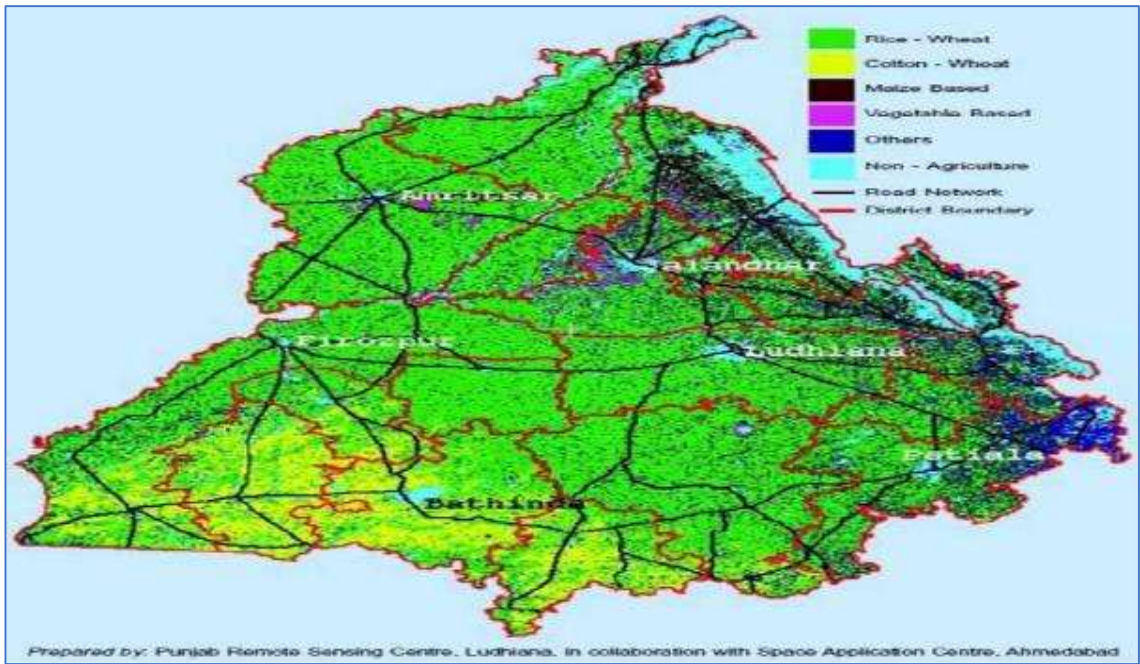 Rice - Wheat
Cotton - Wheat
Maize Based
Vegetable Based
Others
Non - Agriculture
Road Network
District Boundary
Amritsar
Jalandhar
Firozpur
Ludhiana
Patiala
Bathinda
Prepared by: Punjab Remote Sensing Centre, Ludhiana, in collaboration with Space Application Centre, Ahmedabad